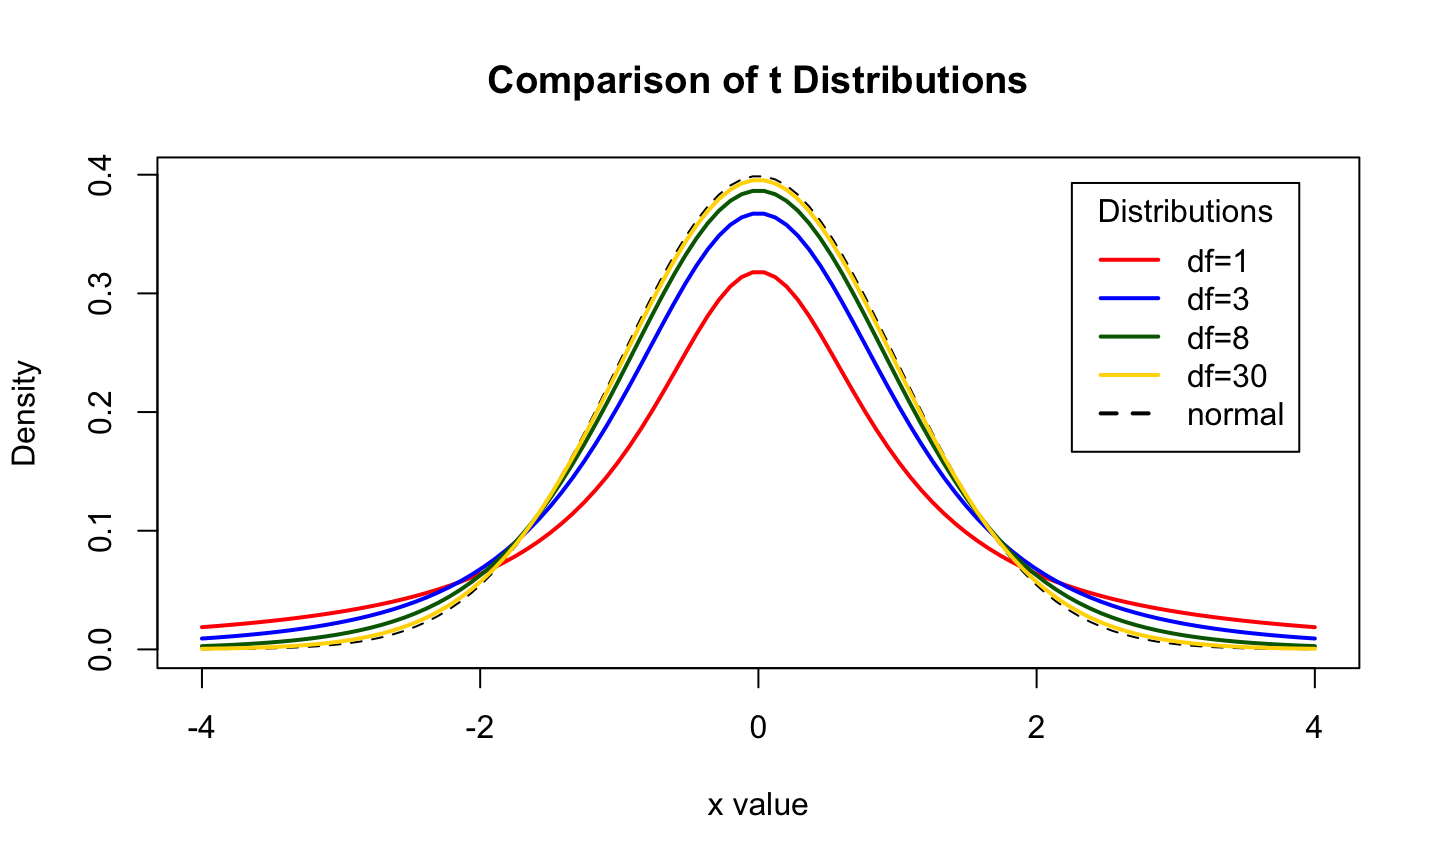 Comparison of t Distributions
Density
0.4
0.3
0.2
0.1
0.0
Distributions
df=1
df=3
df=8
df=30
normal
-4 -2 0 2 4
x value